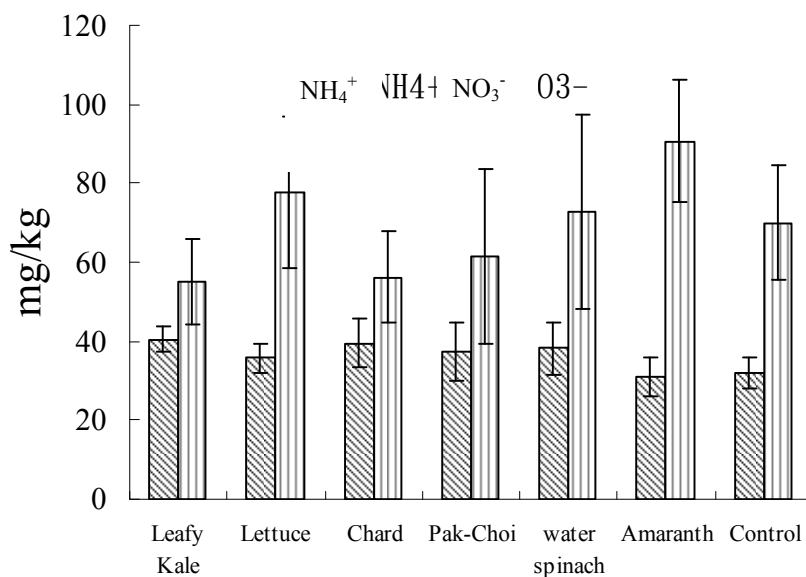 120
NH₄⁺ NH4+ NO₃⁻ O3−
100
80
60
40
20
0
mg/kg
Leafy Kale
Lettuce
Chard
Pak-Choi
water spinach
Amaranth
Control